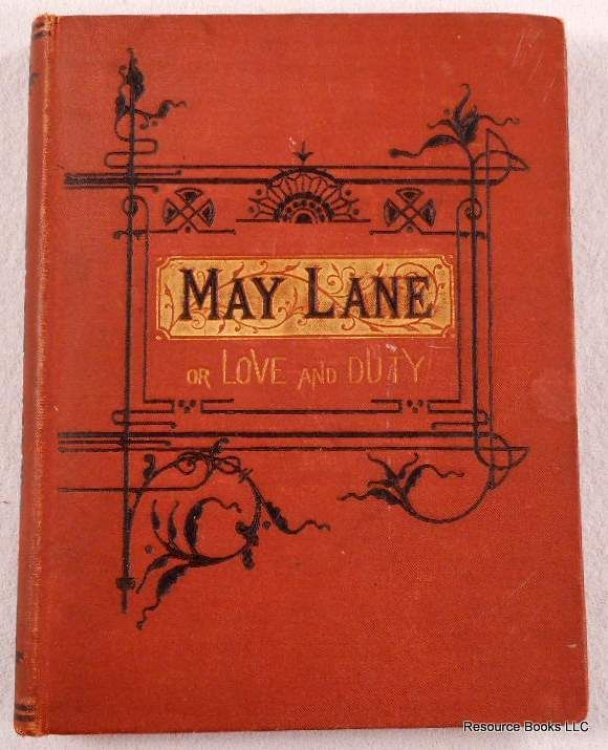 MAY LANE
OR LOVE AND DUTY
Resource Books LLC